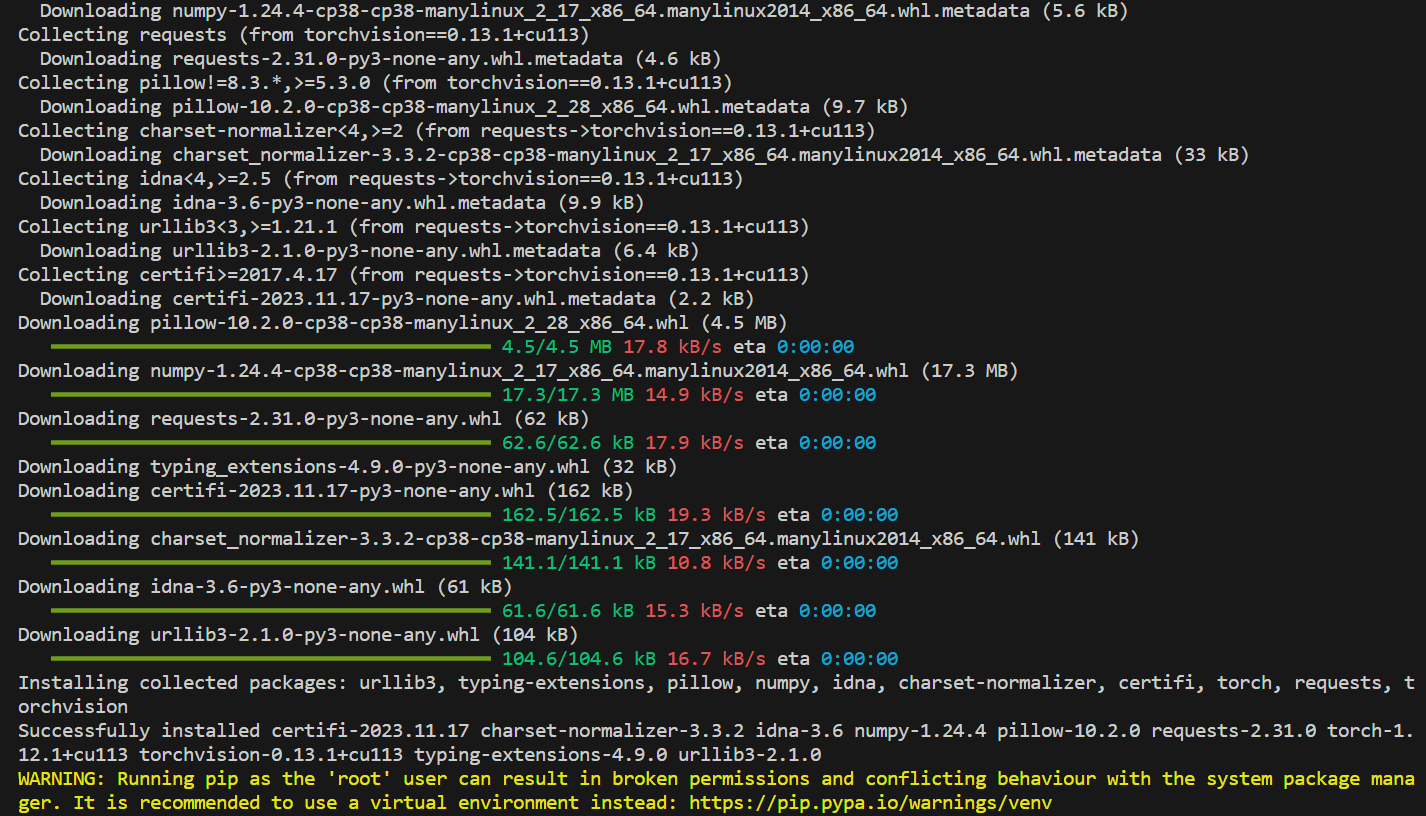 Downloading numpy-1.24.4-cp38-cp38-manylinux_2_17_x86_64.manylinux2014_x86_64.whl.metadata (5.6 kB)
Collecting requests (from torchvision==0.13.1+cu113)
Downloading requests-2.31.0-py3-none-any.whl.metadata (4.6 kB)
Collecting pillow!=8.3.*,>=5.3.0 (from torchvision==0.13.1+cu113)
Downloading pillow-10.2.0-cp38-cp38-manylinux_2_28_x86_64.whl.metadata (9.7 kB)
Collecting charset-normalizer<4,>=2 (from requests->torchvision==0.13.1+cu113)
Downloading charset_normalizer-3.3.2-cp38-cp38-manylinux_2_17_x86_64.manylinux2014_x86_64.whl.metadata (33 kB)
Collecting idna<4,>=2.5 (from requests->torchvision==0.13.1+cu113)
Downloading idna-3.6-py3-none-any.whl.metadata (9.9 kB)
Collecting urllib3<3,>=1.21.1 (from requests->torchvision==0.13.1+cu113)
Downloading urllib3-2.1.0-py3-none-any.whl.metadata (6.4 kB)
Collecting certifi>=2017.4.17 (from requests->torchvision==0.13.1+cu113)
Downloading certifi-2023.11.17-py3-none-any.whl.metadata (2.2 kB)
Downloading pillow-10.2.0-cp38-cp38-manylinux_2_28_x86_64.whl (4.5 MB)
4.5/4.5 MB 17.8 kB/s eta 0:00:00
Downloading numpy-1.24.4-cp38-cp38-manylinux_2_17_x86_64.manylinux2014_x86_64.whl (17.3 MB)
17.3/17.3 MB 14.9 kB/s eta 0:00:00
Downloading requests-2.31.0-py3-none-any.whl (62 kB)
62.6/62.6 kB 17.9 kB/s eta 0:00:00
Downloading typing_extensions-4.9.0-py3-none-any.whl (32 kB)
Downloading certifi-2023.11.17-py3-none-any.whl (162 kB)
162.5/162.5 kB 19.3 kB/s eta 0:00:00
Downloading charset_normalizer-3.3.2-cp38-cp38-manylinux_2_17_x86_64.manylinux2014_x86_64.whl (141 kB)
141.1/141.1 kB 10.8 kB/s eta 0:00:00
Downloading idna-3.6-py3-none-any.whl (61 kB)
61.6/61.6 kB 15.3 kB/s eta 0:00:00
Downloading urllib3-2.1.0-py3-none-any.whl (104 kB)
104.6/104.6 kB 16.7 kB/s eta 0:00:00
Installing collected packages: urllib3, typing-extensions, pillow, numpy, idna, charset-normalizer, certifi, torch, requests, t
orchvision
Successfully installed certifi-2023.11.17 charset-normalizer-3.3.2 idna-3.6 numpy-1.24.4 pillow-10.2.0 requests-2.31.0 torch-1.
12.1+cu113 torchvision-0.13.1+cu113 typing-extensions-4.9.0 urllib3-2.1.0
WARNING: Running pip as the 'root' user can result in broken permissions and conflicting behaviour with the system package mana
ger. It is recommended to use a virtual environment instead: https://pip.pypa.io/warnings/venv